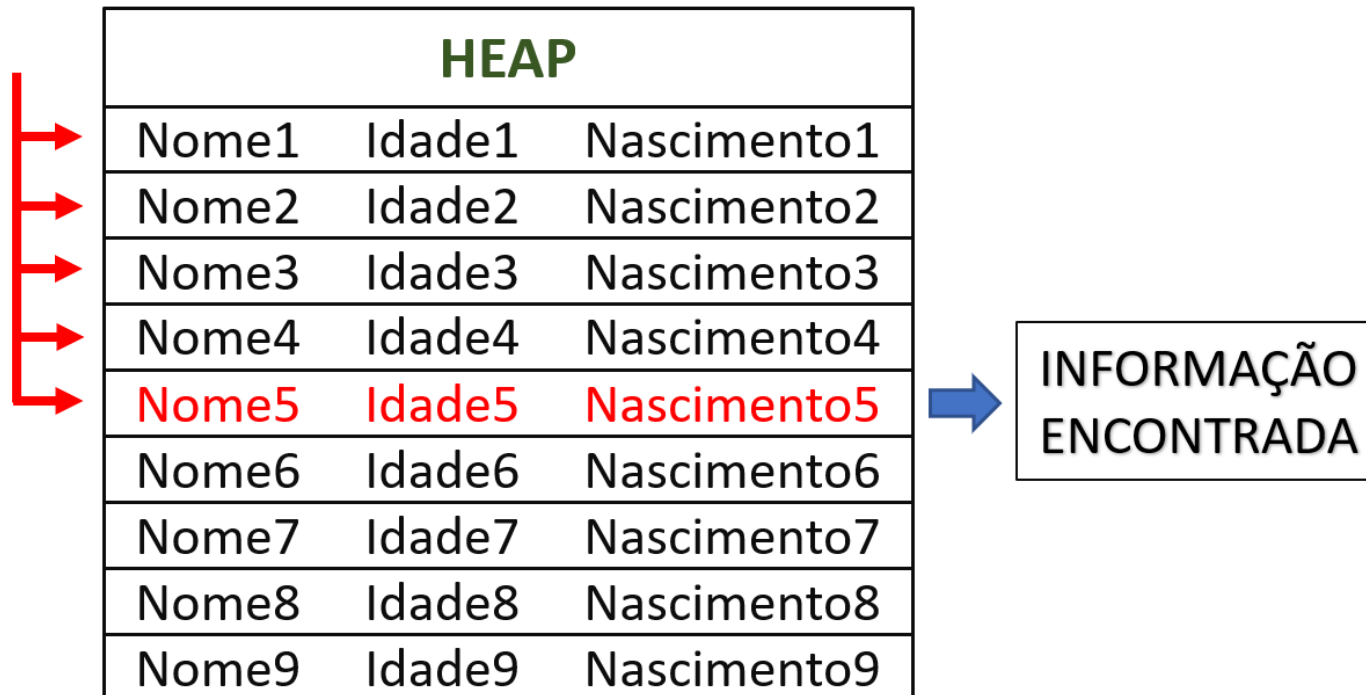 HEAP
Nome1 Idade1 Nascimento1
Nome2 Idade2 Nascimento2
Nome3 Idade3 Nascimento3
Nome4 Idade4 Nascimento4
Nome5 Idade5 Nascimento5
Nome6 Idade6 Nascimento6
Nome7 Idade7 Nascimento7
Nome8 Idade8 Nascimento8
Nome9 Idade9 Nascimento9
INFORMAÇÃO
ENCONTRADA